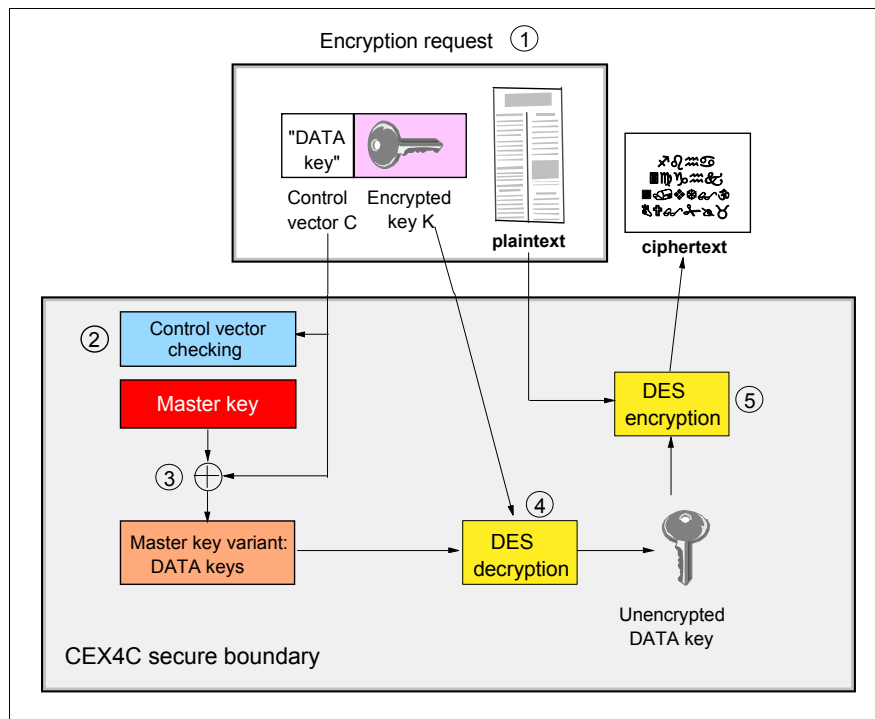 Encryption request ①
"DATA
key"
Control
vector C
Encrypted
key K
plaintext
ciphertext
②
Control vector
checking
Master key
③
Master key variant:
DATA keys
④
DES
decryption
DES
encryption
⑤
Unencrypted
DATA key
CEX4C secure boundary